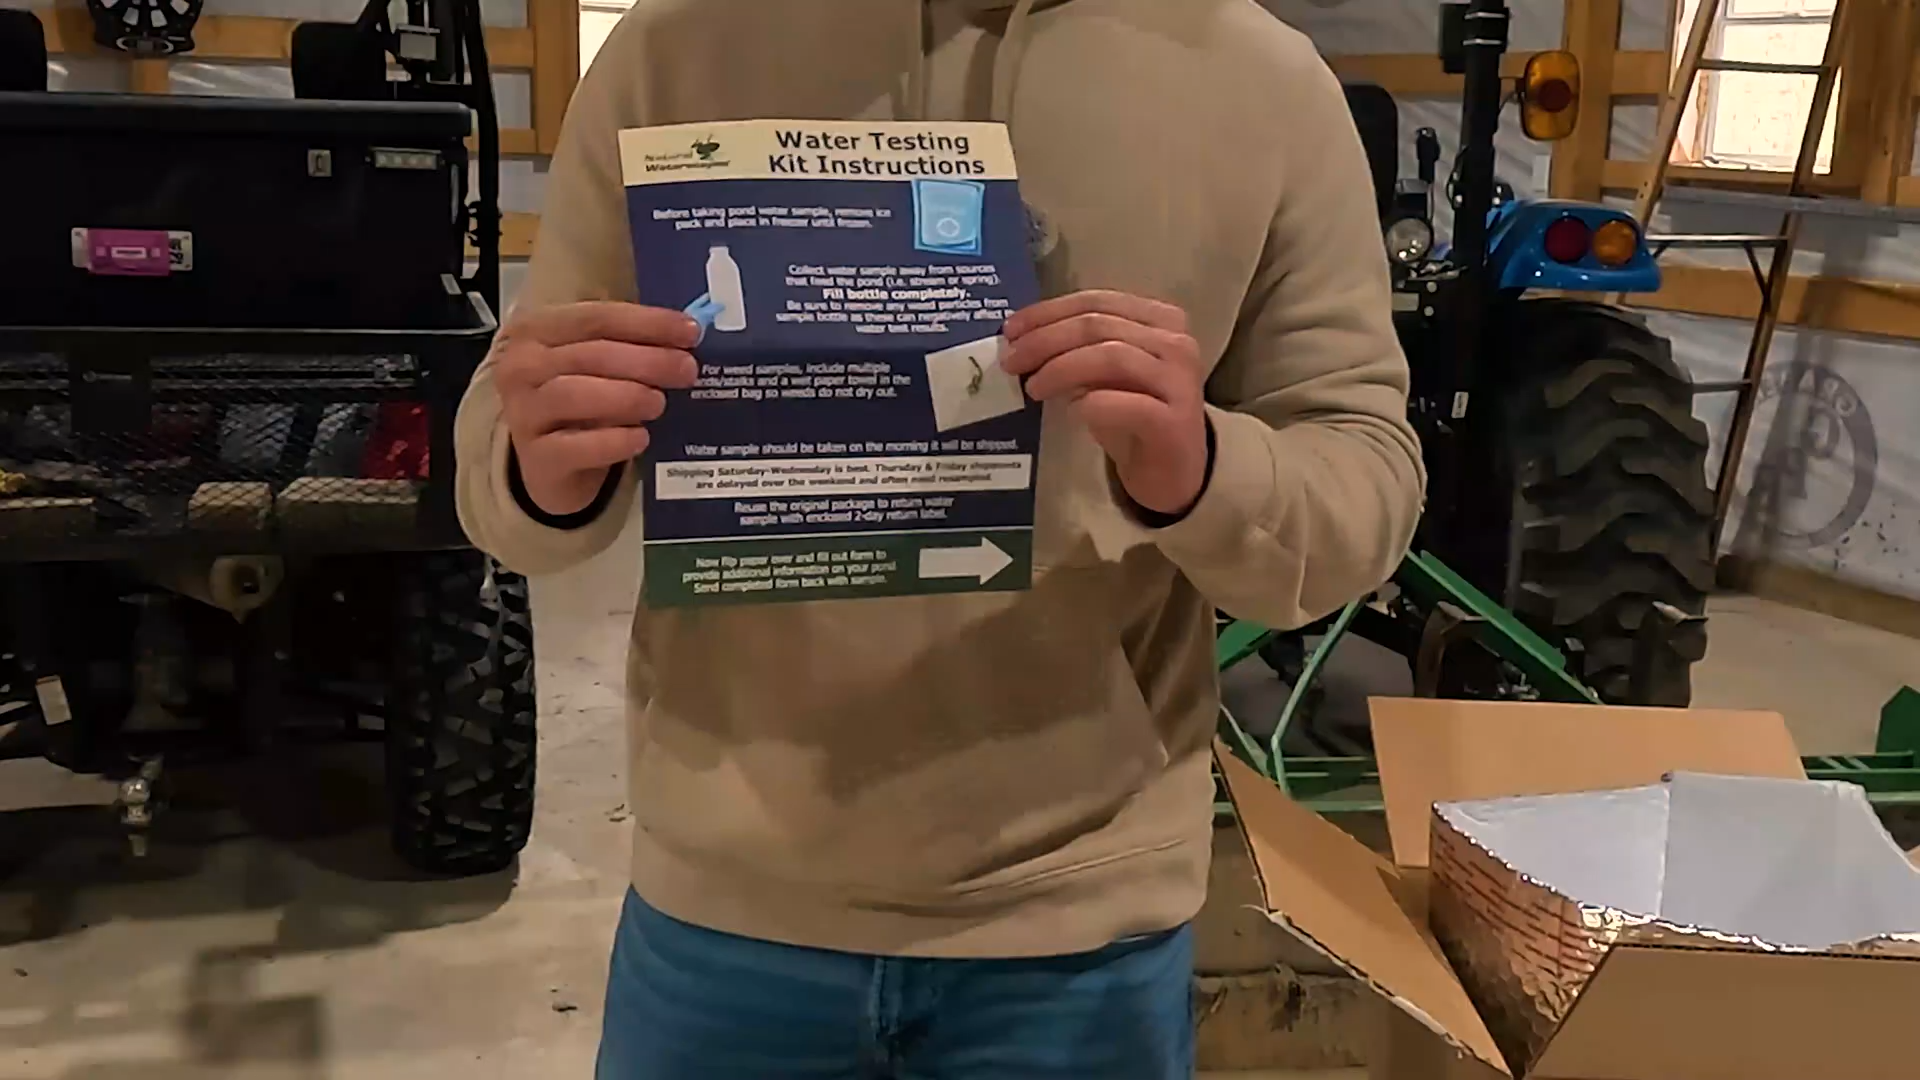 Natural
Waterscapes
Water Testing
Kit Instructions
Before taking pond water sample, remove ice
pack and place in freezer until frozen.
Collect water sample away from sources
that feed the pond (i.e. stream or spring).
Fill bottle completely.
Be sure to remove any weed particles from
sample bottle as these can negatively affect
water test results.
For weed samples, include multiple
and a wet paper towel in the
enclosed bag so weeds do not dry out.
Water sample should be taken on the morning it will be shipped.
Shipping Saturday-Wednesday is best. Thursday & Friday shipments
are delayed over the weekend and often need resampled.
Reuse the original package to return water
sample with enclosed 2-day return label.
Now flip paper over and fill out form to
provide additional information on your pond.
Send completed form back with sample.